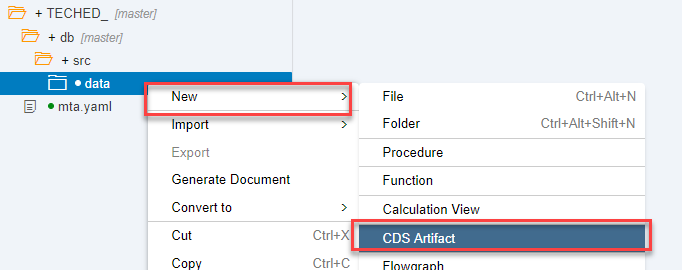 + TECHED_ [master]
+ db [master]
+ src
data
mta.yaml
New
Import
Export
Generate Document
Convert to
Cut Ctrl+X
Copy Ctrl+C
File Ctrl+Alt+N
Folder Ctrl+Alt+Shift+N
Procedure
Function
Calculation View
CDS Artifact
Flowgraph